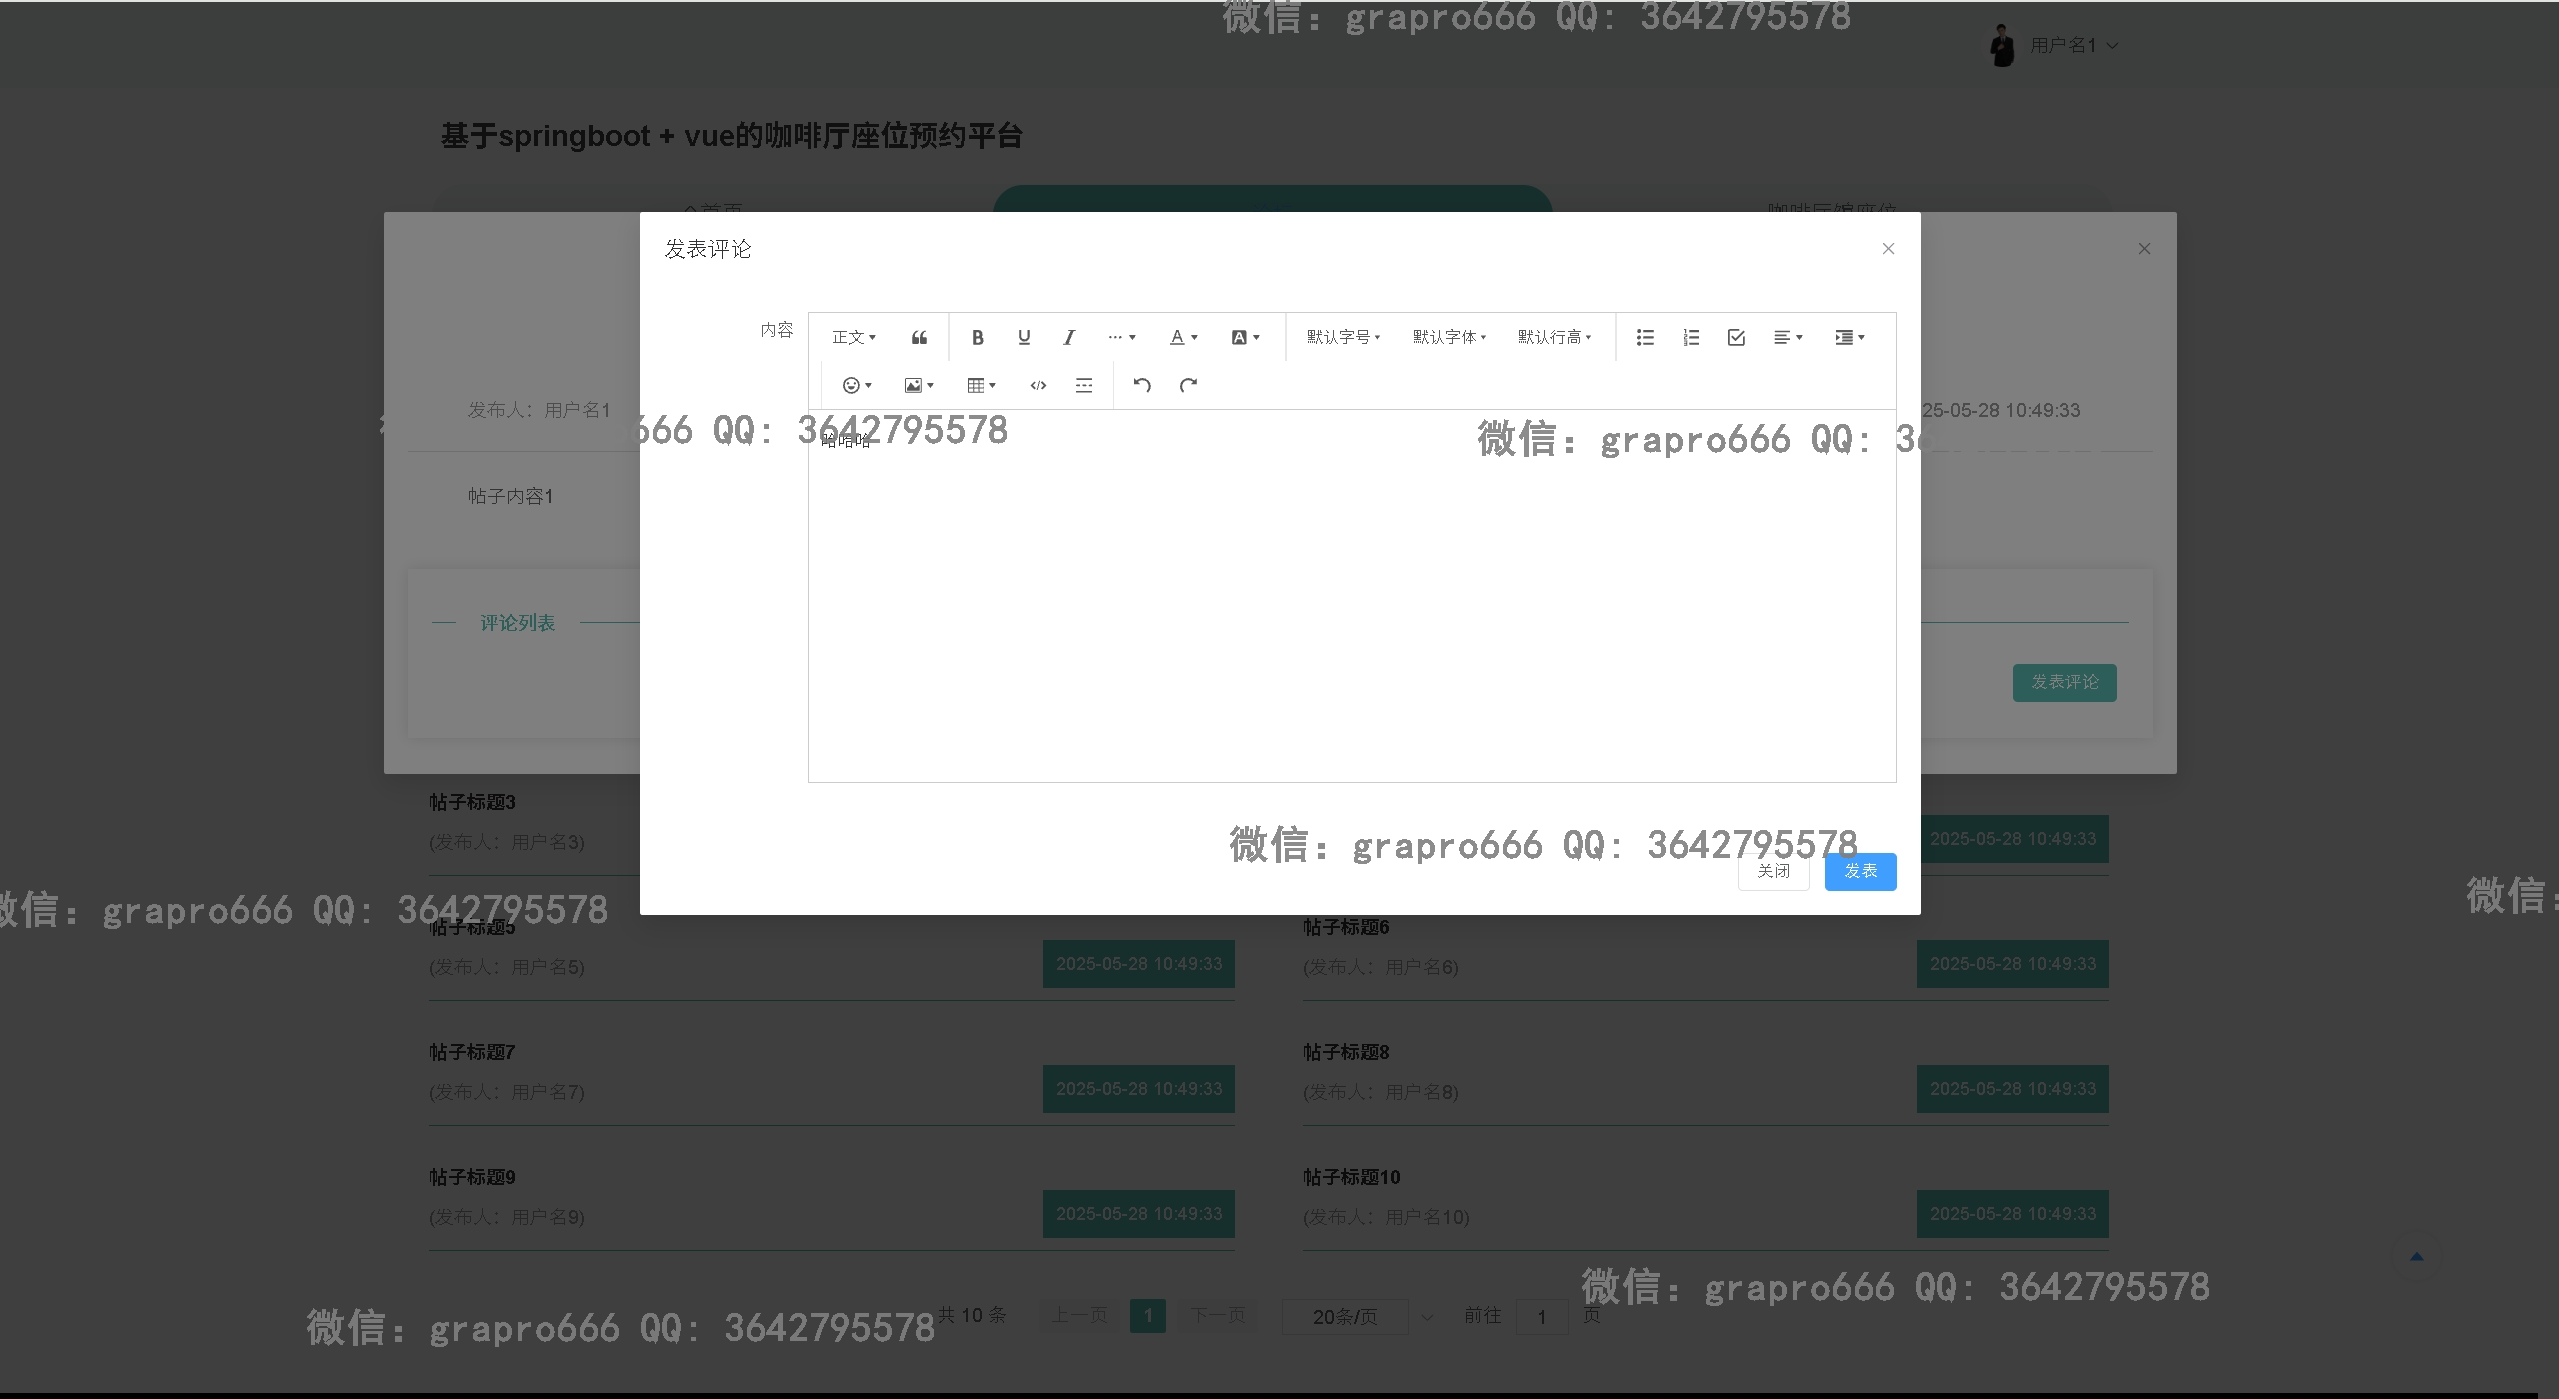 微信：grapro666 QQ: 3642795578
用户名1
基于springboot + vue的咖啡厅座位预约平台
首页
发表评论
内容
正文
B U I
A A
默认字号 默认字体 默认行高
发布人：用户名1
666 QQ: 3642795578
哈哈哈
微信：grapro666 QQ: 36
25-05-28 10:49:33
帖子内容1
评论列表
发表评论
帖子标题3
(发布人：用户名3)
2025-05-28 10:49:33
微信：grapro666 QQ: 3642795578
关闭 发表
微信：grapro666 QQ: 3642795578
微信：
帖子标题5
(发布人：用户名5)
2025-05-28 10:49:33
帖子标题6
(发布人：用户名6)
2025-05-28 10:49:33
帖子标题7
(发布人：用户名7)
2025-05-28 10:49:33
帖子标题8
(发布人：用户名8)
2025-05-28 10:49:33
帖子标题9
(发布人：用户名9)
2025-05-28 10:49:33
帖子标题10
(发布人：用户名10)
2025-05-28 10:49:33
微信：grapro666 QQ: 3642795578
共 10 条 上一页 1 下一页 20条/页 前往 1 页
微信：grapro666 QQ: 3642795578